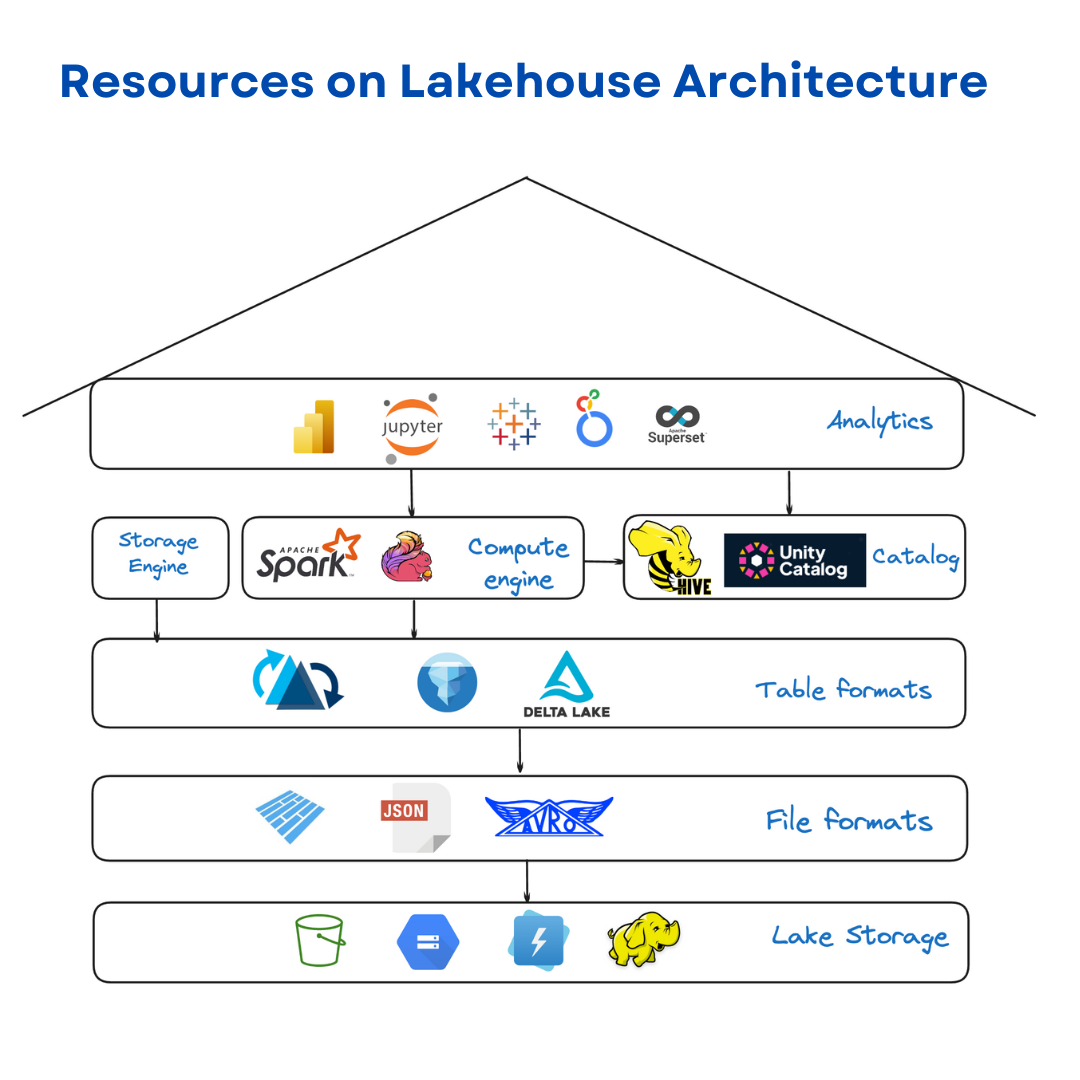 Resources on Lakehouse Architecture
jupyter
Apache
Superset
Analytics
Storage
Engine
APACHE
Spark
Compute
engine
HIVE
Unity
Catalog
Catalog
DELTA LAKE
Table formats
JSON
AVRO
File formats
Lake Storage